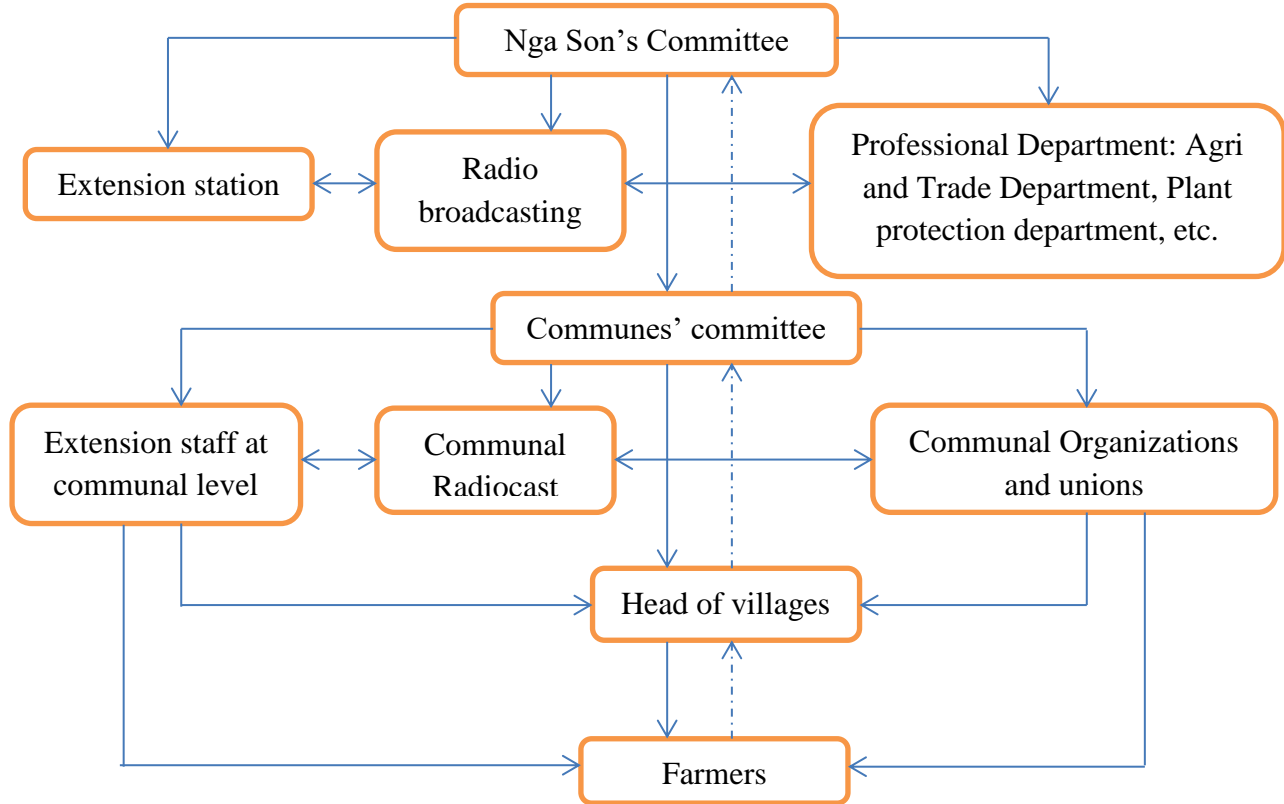 Nga Son’s Committee
Extension station
Radio
broadcasting
Professional Department: Agri
and Trade Department, Plant
protection department, etc.
Communes’ committee
Extension staff at
communal level
Communal
Radiocast
Communal Organizations
and unions
Head of villages
Farmers